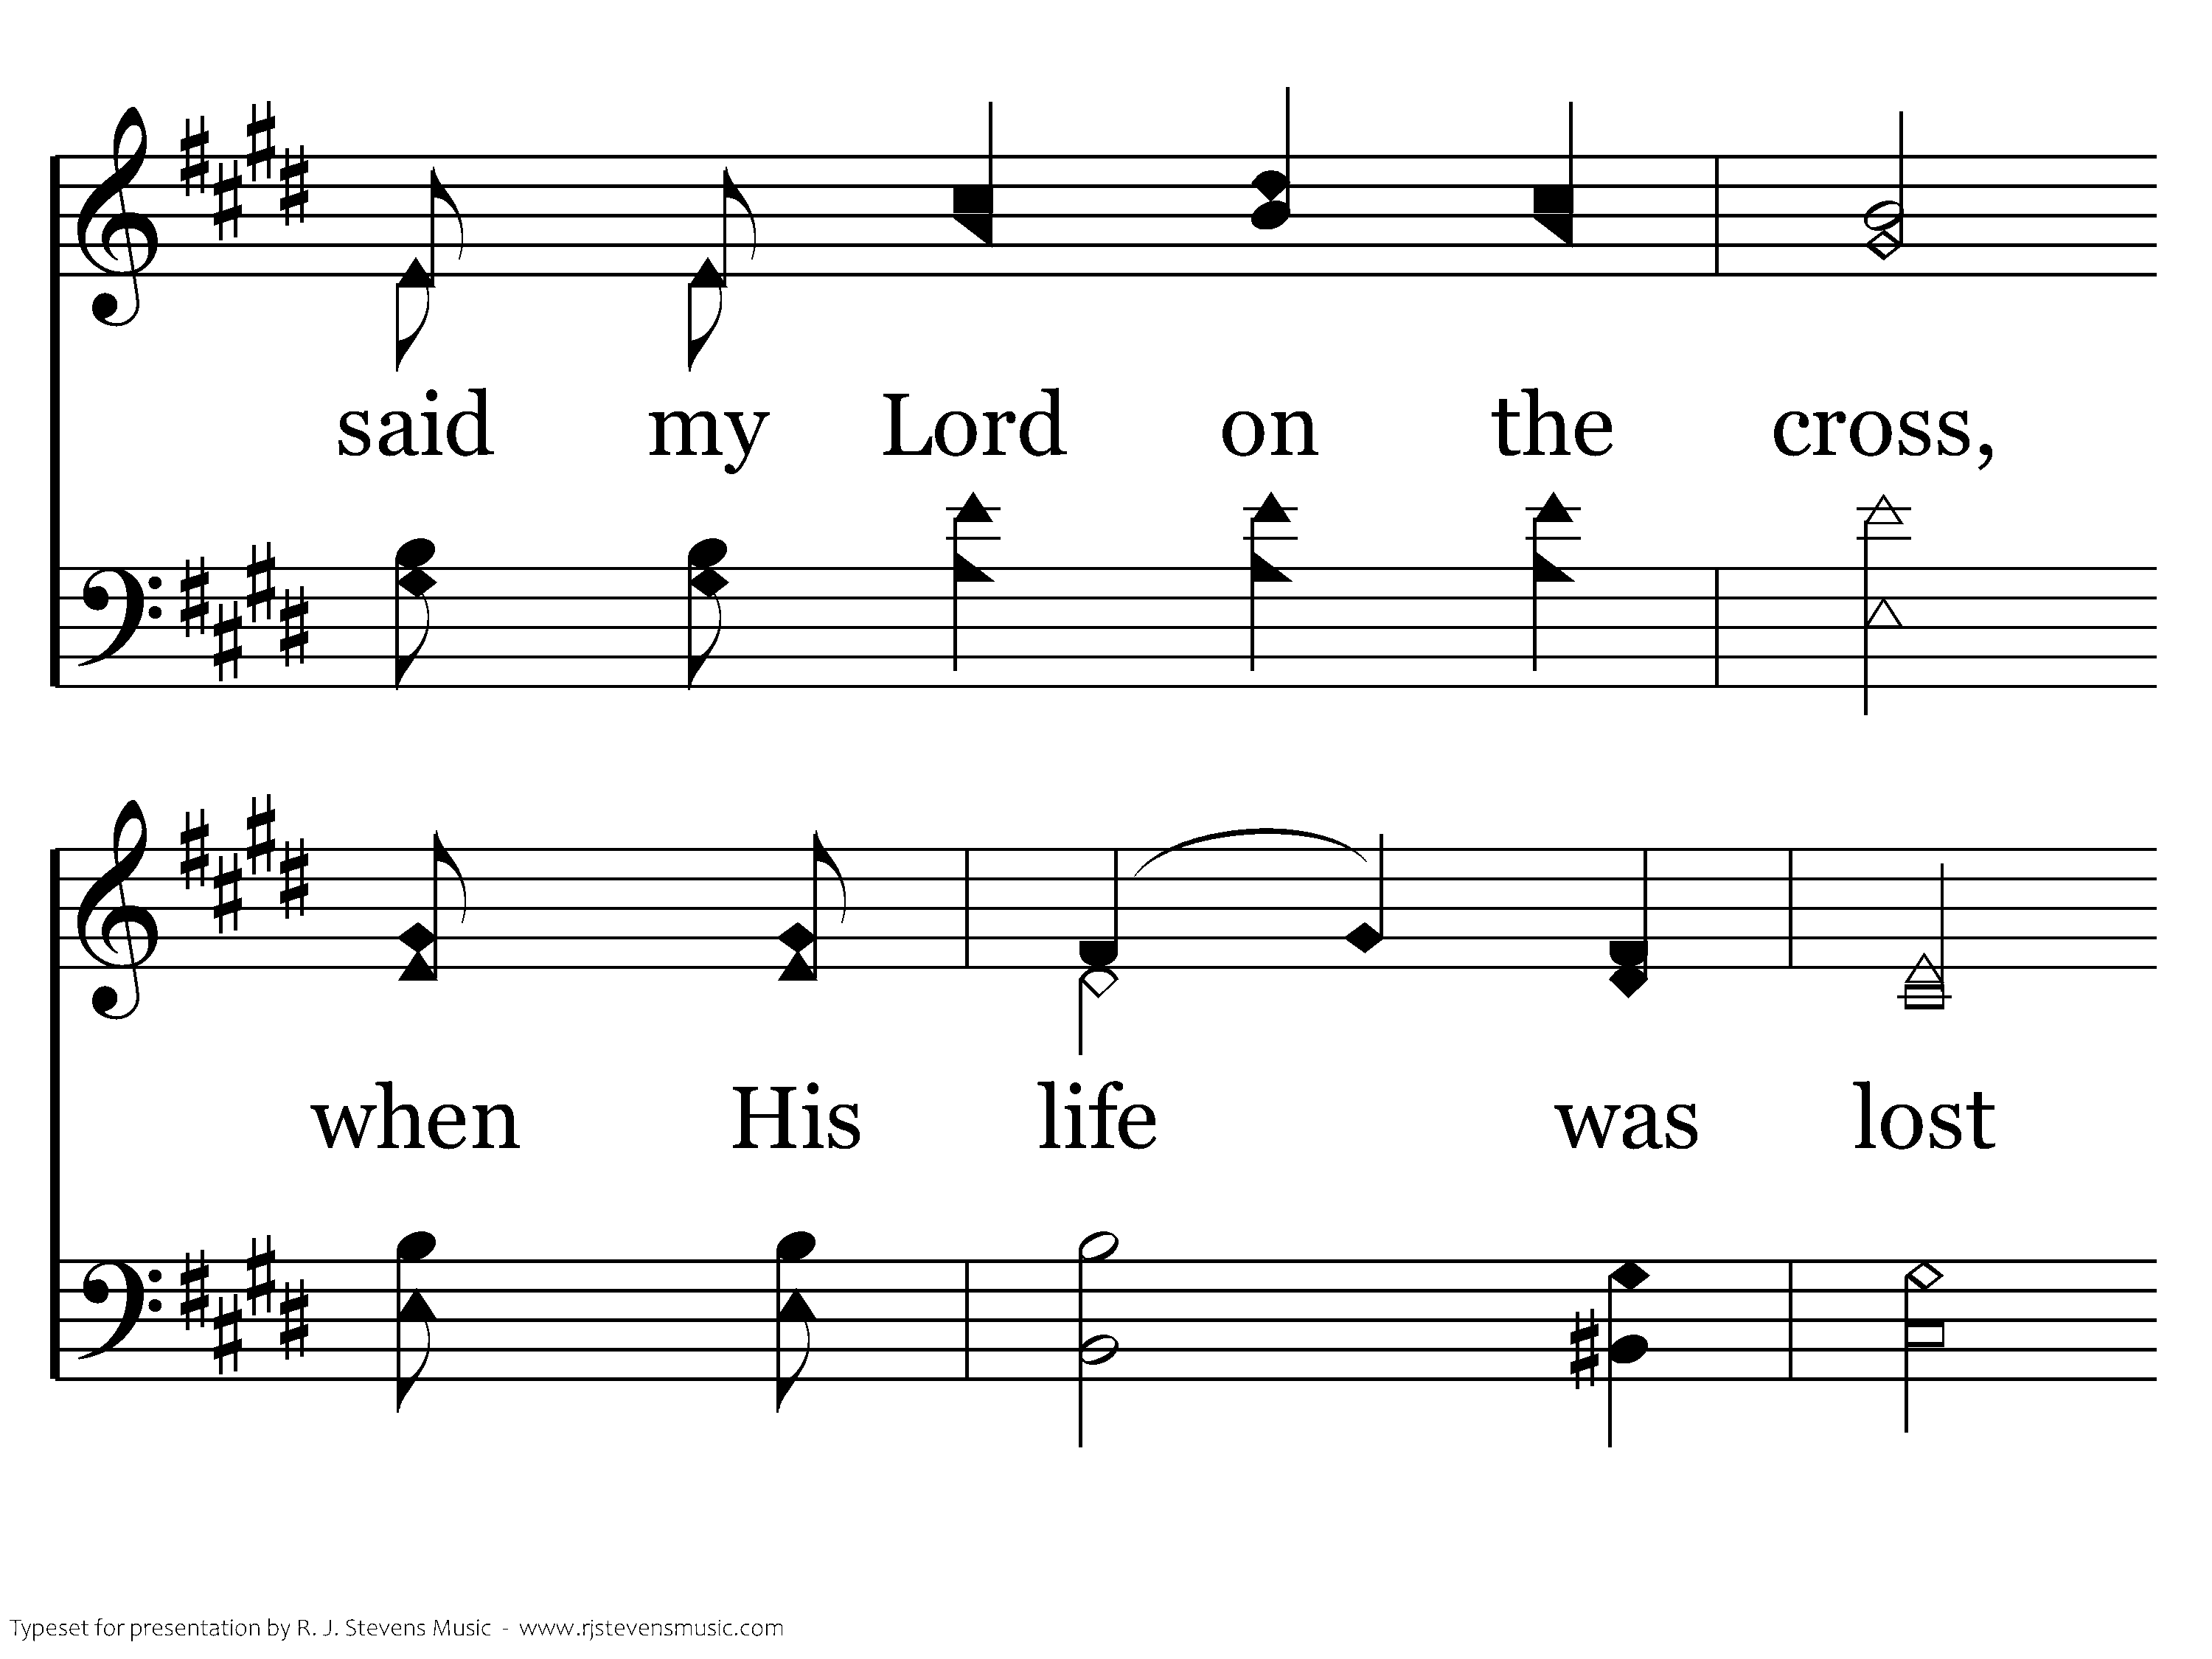 said my Lord on the cross,
when His life was lost
Typeset for presentation by R. J. Stevens Music - www.rjstevensmusic.com